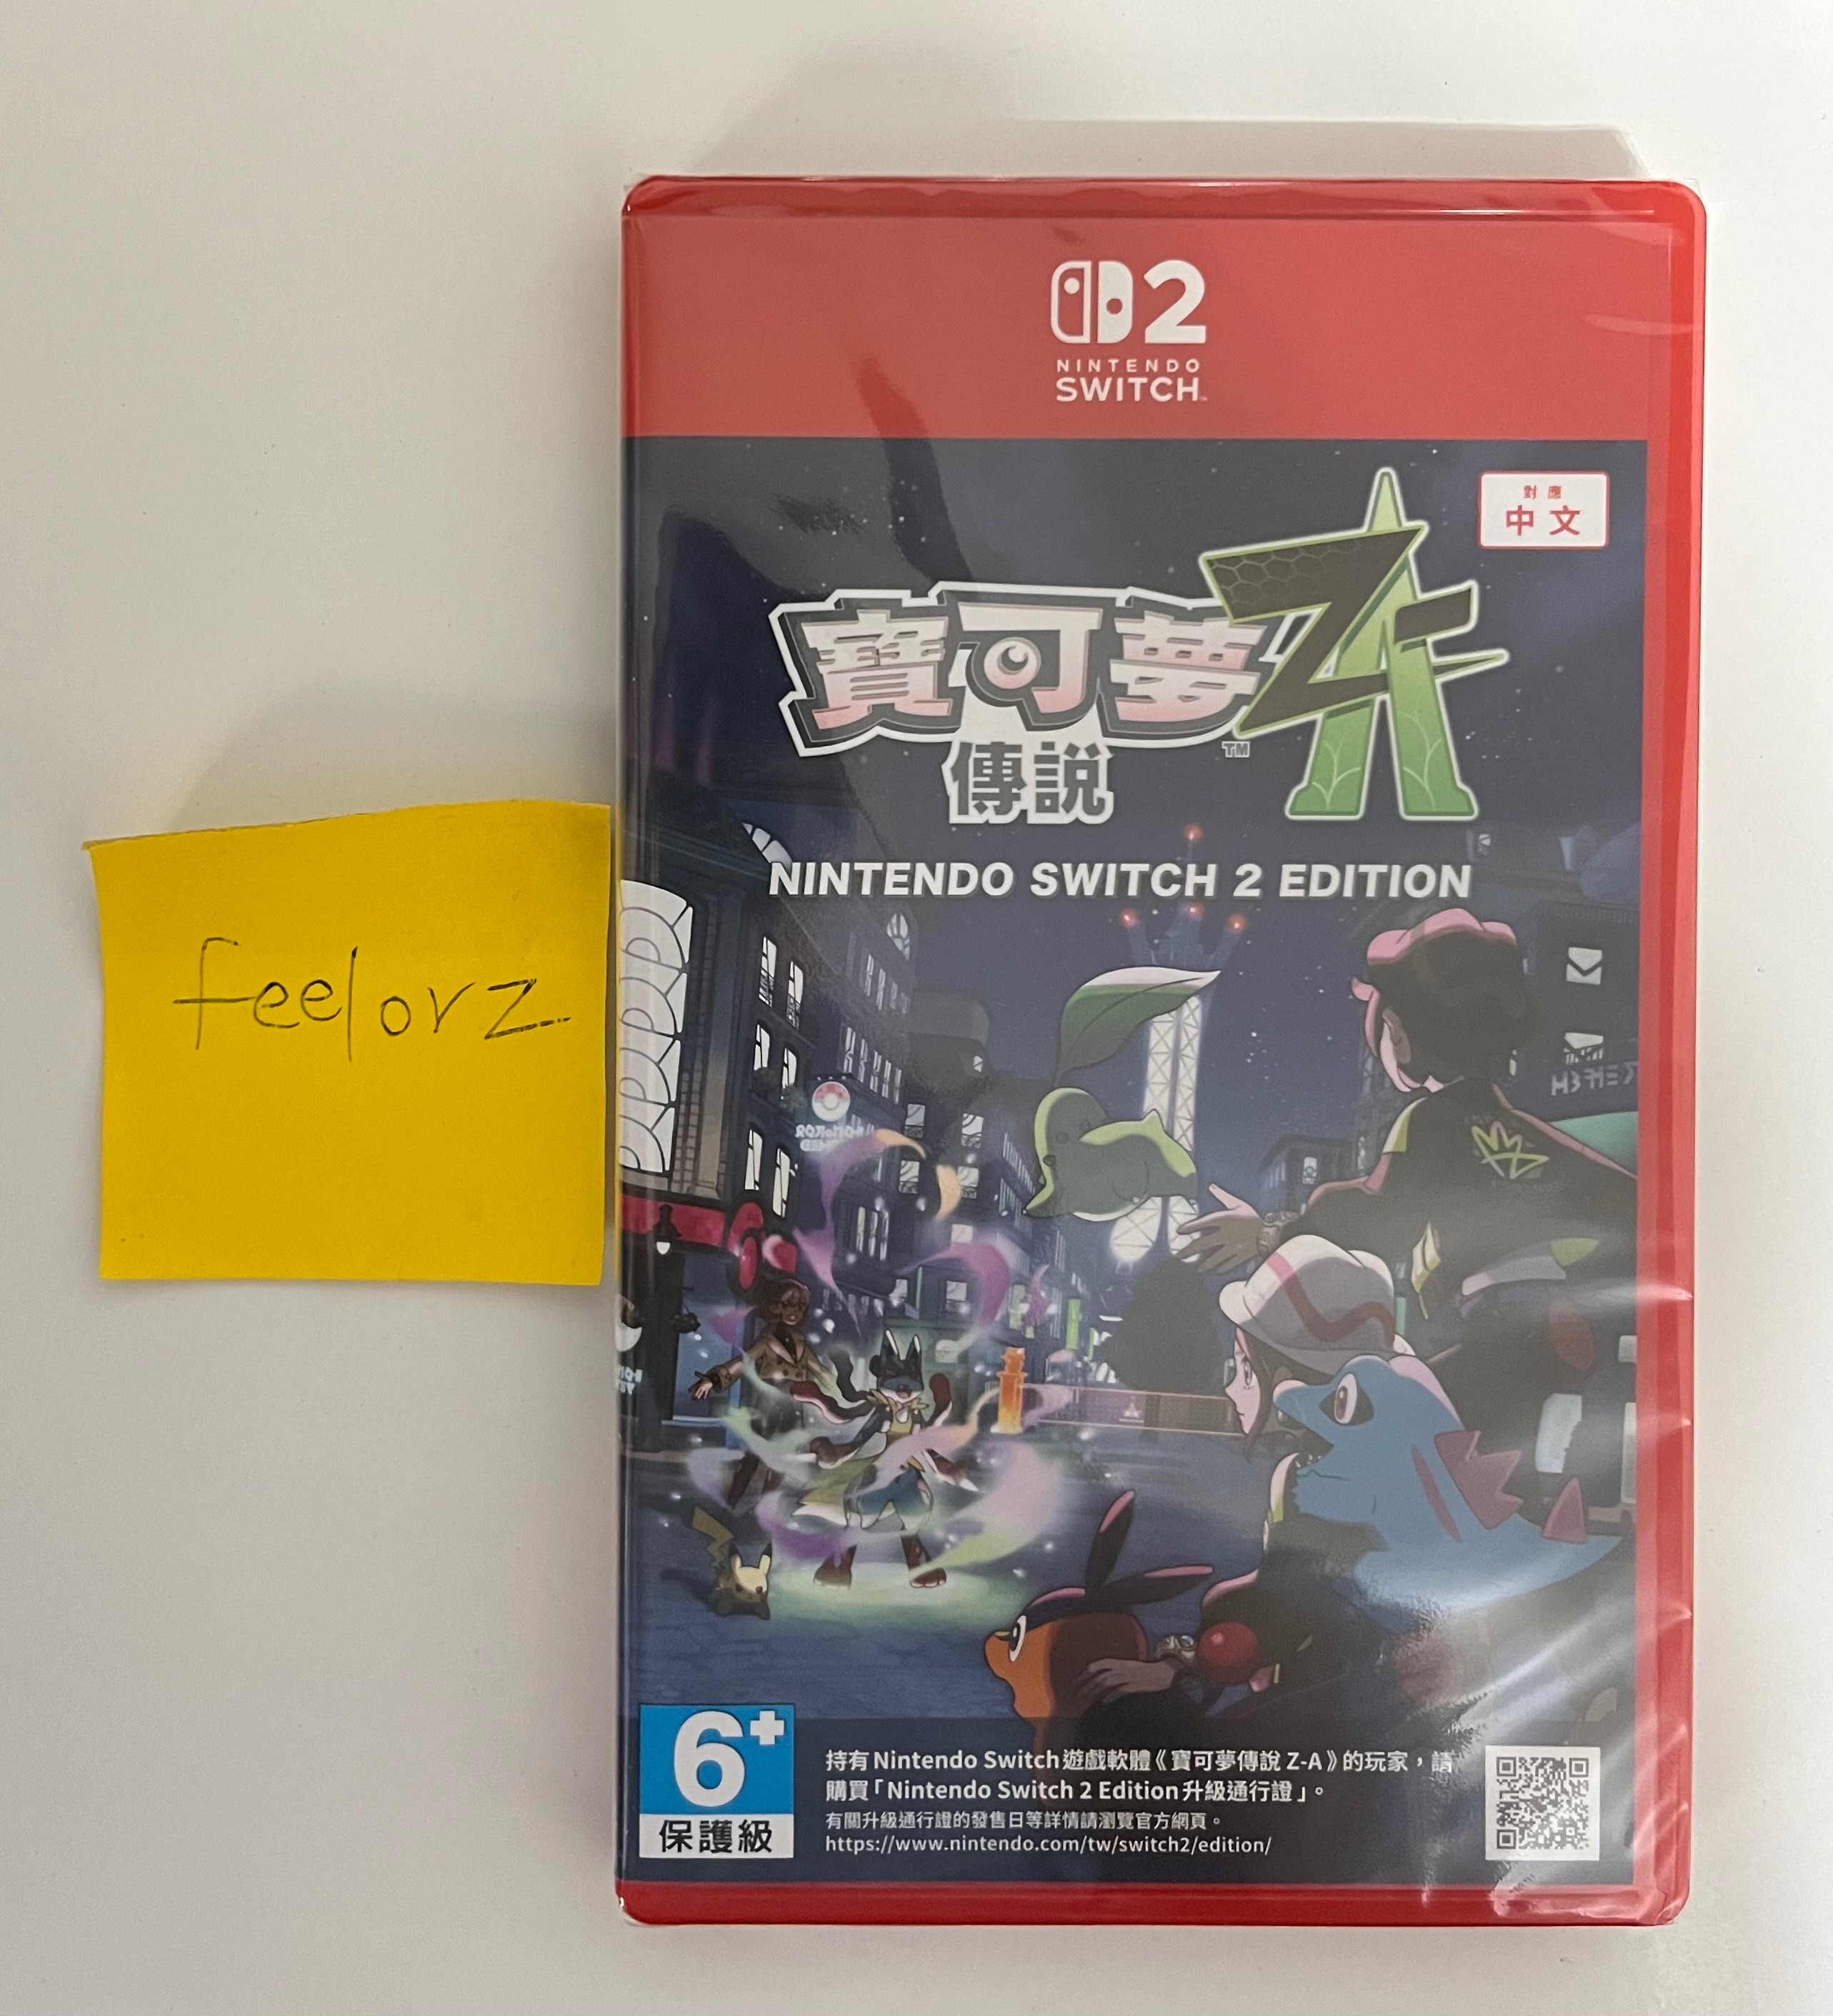 feelorz
2
NINTENDO
SWITCH™
對應
中文
寶可夢 ZA
傳説
TM
NINTENDO SWITCH 2 EDITION
6+
保護級
持有Nintendo Switch遊戲軟體《寶可夢傳說 Z-A》的玩家，請
購買「Nintendo Switch 2 Edition升級通行證」。
有關升級通行證的發售日等詳情請瀏覽官方網頁。
https://www.nintendo.com/tw/switch2/edition/